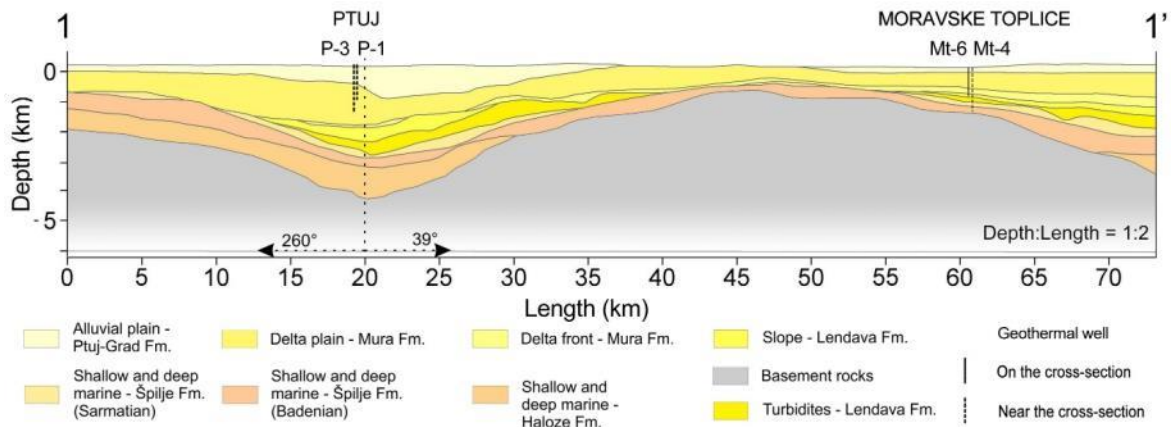 1
PTUJ
MORAVSKE TOPLICE
1'
P-3 P-1
Mt-6 Mt-4
0
- 5
Depth (km)
260°
39°
Depth:Length = 1:2
0 5 10 15 20 25 30 35 40 45 50 55 60 65 70
Length (km)
Alluvial plain -
Ptuj-Grad Fm.
Delta plain - Mura Fm.
Delta front - Mura Fm.
Slope - Lendava Fm.
Geothermal well
Shallow and deep
marine - Špilje Fm.
(Sarmatian)
Shallow and deep
marine - Špilje Fm.
(Badenian)
Shallow and
deep marine -
Haloze Fm.
Basement rocks
Turbidites - Lendava Fm.
On the cross-section
Near the cross-section